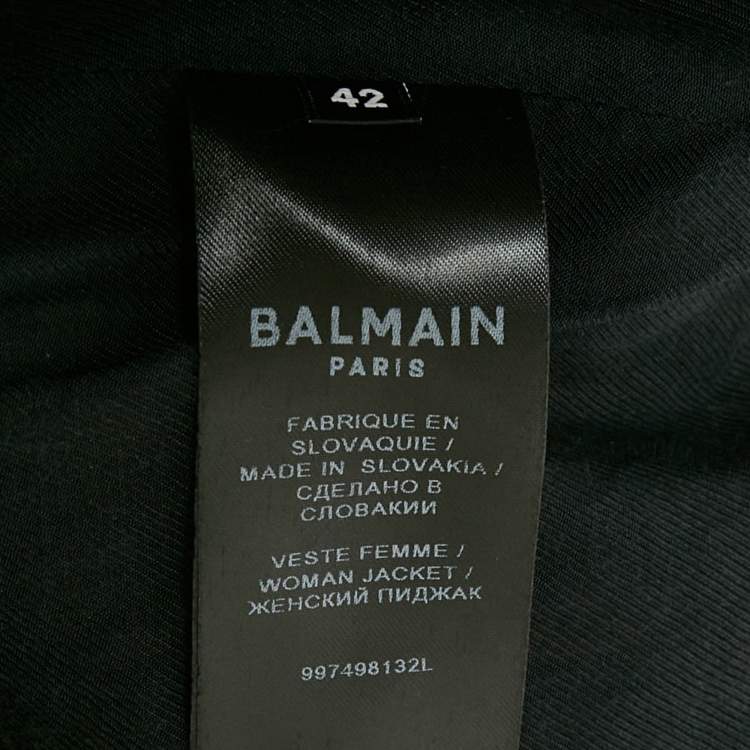 42
BALMAIN
PARIS
FABRIQUE EN
SLOVAQUIE /
MADE IN SLOVAKIA /
СДЕЛАНО В
СЛОВАКИИ
VESTE FEMME /
WOMAN JACKET /
ЖЕНСКИЙ ПИДЖАК
997498132L